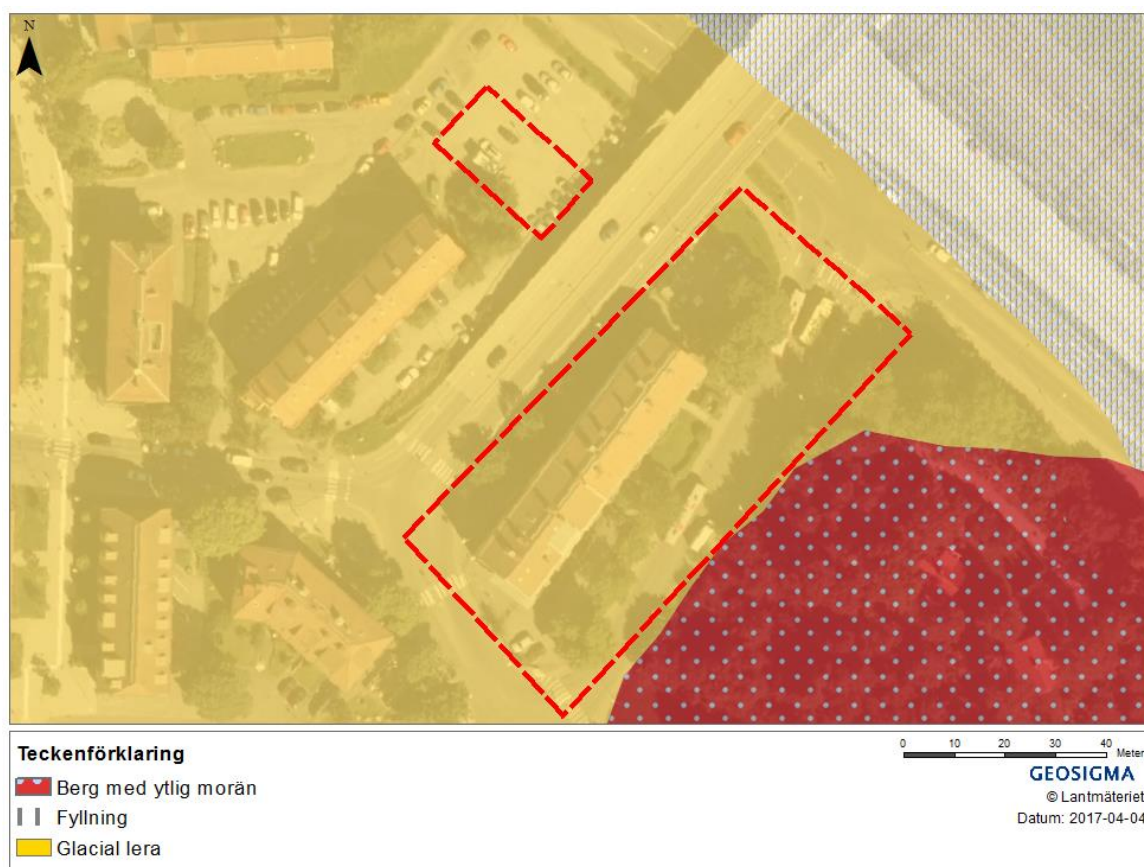 N
Teckenförklaring
Berg med ytlig morän
Fyllning
Glacial lera
0 10 20 30 40
Meter
GEOSIGMA
© Lantmäteriet
Datum: 2017-04-04